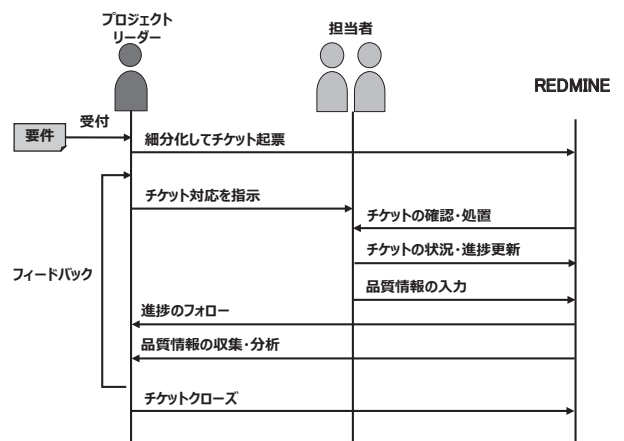 プロジェクト
リーダー
担当者
REDMINE
受付
要件
細分化してチケット起票
チケット対応を指示
チケットの確認・処置
チケットの状況・進捗更新
フィードバック
品質情報の入力
進捗のフォロー
品質情報の収集・分析
チケットクローズ